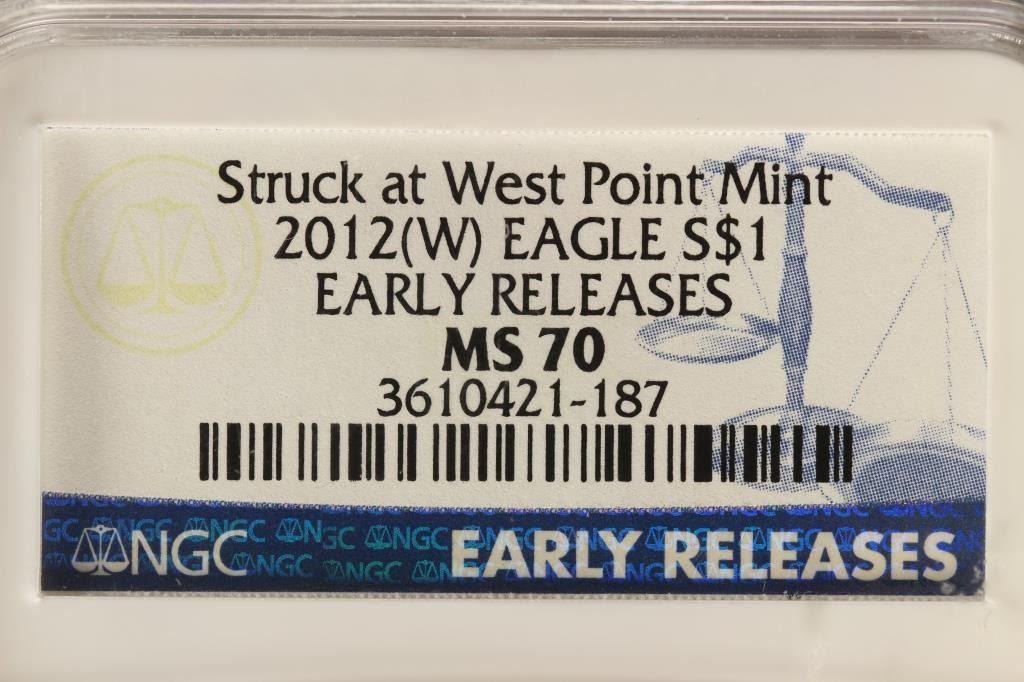 Struck at West Point Mint
2012(W) EAGLE S$1
EARLY RELEASES
MS 70
3610421-187
NGC EARLY RELEASES